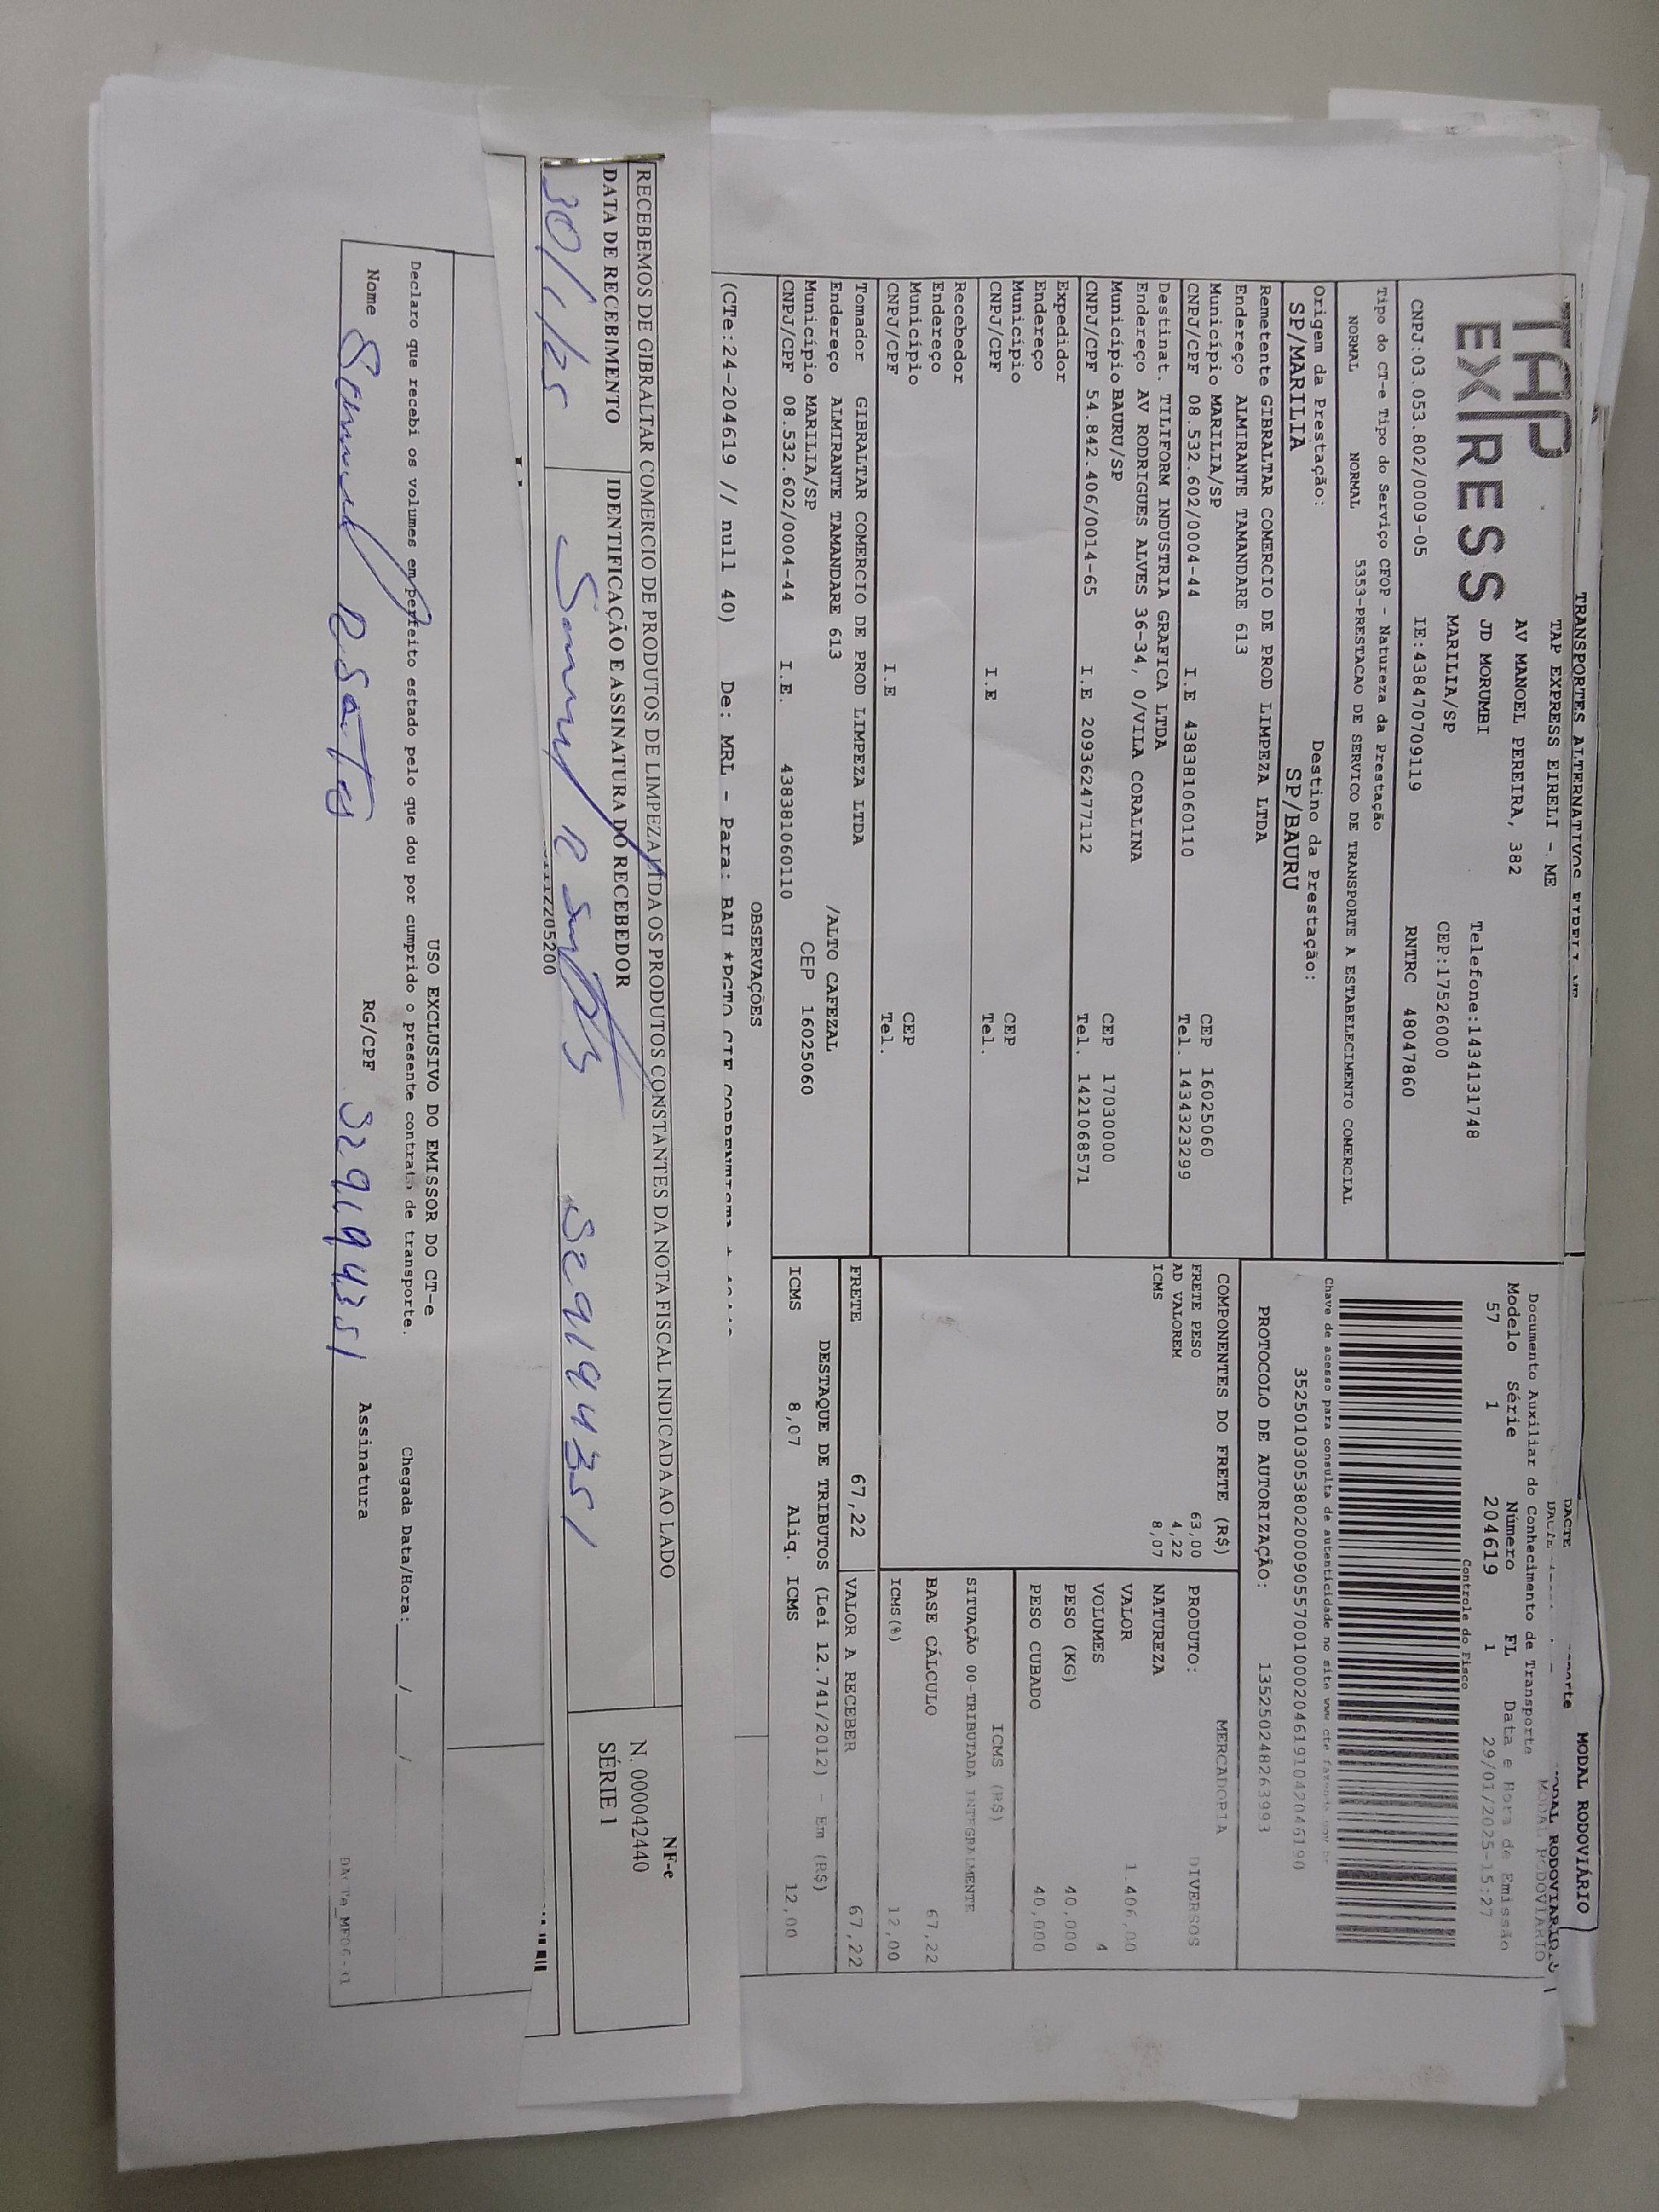 TRANSPORTES ALTERNATIVOS EIRELI ME
TAP EXPRESS EIRELI - ME
AV MANOEL PEREIRA, 382
JD MORUMBI
MARILIA/SP
Telefone:1434131748
CEP:17526000
TAP
EXPRESS
CNPJ:03.053.802/0009-05 IE:438470709119 RNTRC 48047860
DACTE MODAL RODOVIÁRIO
MODAL RODOVIARIO
Documento Auxiliar do Conhecimento de Transporte
Modelo Série Número FL Data e Hora de Emissão
57 1 204619 1 29/01/2025-15:27
Controle do Fisco
Chave de acesso para consulta de autenticidade no site www cte fazenda gov br
Tipo do CT-e Tipo do Serviço CFOP - Natureza da Prestação
NORMAL NORMAL 5353-PRESTACAO DE SERVICO DE TRANSPORTE A ESTABELECIMENTO COMERCIAL
PROTOCOLO DE AUTORIZAÇÃO: 135250248263993
Origem da Prestação: Destino da Prestação:
SP/MARILIA SP/BAURU
Remetente GIBRALTAR COMERCIO DE PROD LIMPEZA LTDA
Endereço ALMIRANTE TAMANDARE 613
Município MARILIA/SP CEP 16025060
CNPJ/CPF 08.532.602/0004-44 I.E 438381060110 Tel. 1434323299
Destinat. TILIFORM INDUSTRIA GRAFICA LTDA
Endereço AV RODRIGUES ALVES 36-34, 0/VILA CORALINA
Município BAURU/SP CEP 17030000
CNPJ/CPF 54.842.406/0014-65 I.E 209362477112 Tel. 1421068571
Expedidor
Endereço
Município CEP
CNPJ/CPF I.E Tel.
Recebedor
Endereço
Município CEP
CNPJ/CPF I.E Tel.
Tomador GIBRALTAR COMERCIO DE PROD LIMPEZA LTDA
Endereço ALMIRANTE TAMANDARE 613 /ALTO CAFEZAL
Município MARILIA/SP CEP 16025060
CNPJ/CPF 08.532.602/0004-44 I.E. 438381060110
COMPONENTES DO FRETE (R$)
FRETE PESO 63,00
AD VALOREM 4,22
ICMS 8,07
MERCADORIA
PRODUTO: DIVERSOS
NATUREZA
VALOR 1.406,00
VOLUMES 4
PESO (KG) 40,000
PESO CUBADO 40,000
ICMS (R$)
SITUAÇÃO 00-TRIBUTADA INTEGRALMENTE
BASE CÁLCULO 67,22
ICMS(%) 12,00
FRETE 67,22 VALOR A RECEBER 67,22
DESTAQUE DE TRIBUTOS (Lei 12.741/2012) - Em (R$)
ICMS 8,07 Aliq. ICMS 12,00
OBSERVAÇÕES
(CTe:24-204619 // null 40) De: MRL - Para: BAU *PGTO CIF CORRENTISTA
RECEBEMOS DE GIBRALTAR COMERCIO DE PRODUTOS DE LIMPEZA LTDA OS PRODUTOS CONSTANTES DA NOTA FISCAL INDICADA AO LADO
DATA DE RECEBIMENTO IDENTIFICAÇÃO E ASSINATURA DO RECEBEDOR
30/1/25
NF-e
N. 000042440
SÉRIE 1
USO EXCLUSIVO DO EMISSOR DO CT-e
Declaro que recebi os volumes em perfeito estado pelo que dou por cumprido o presente contrato de transporte.
Chegada Data/Hora: / /
Nome RG/CPF Assinatura